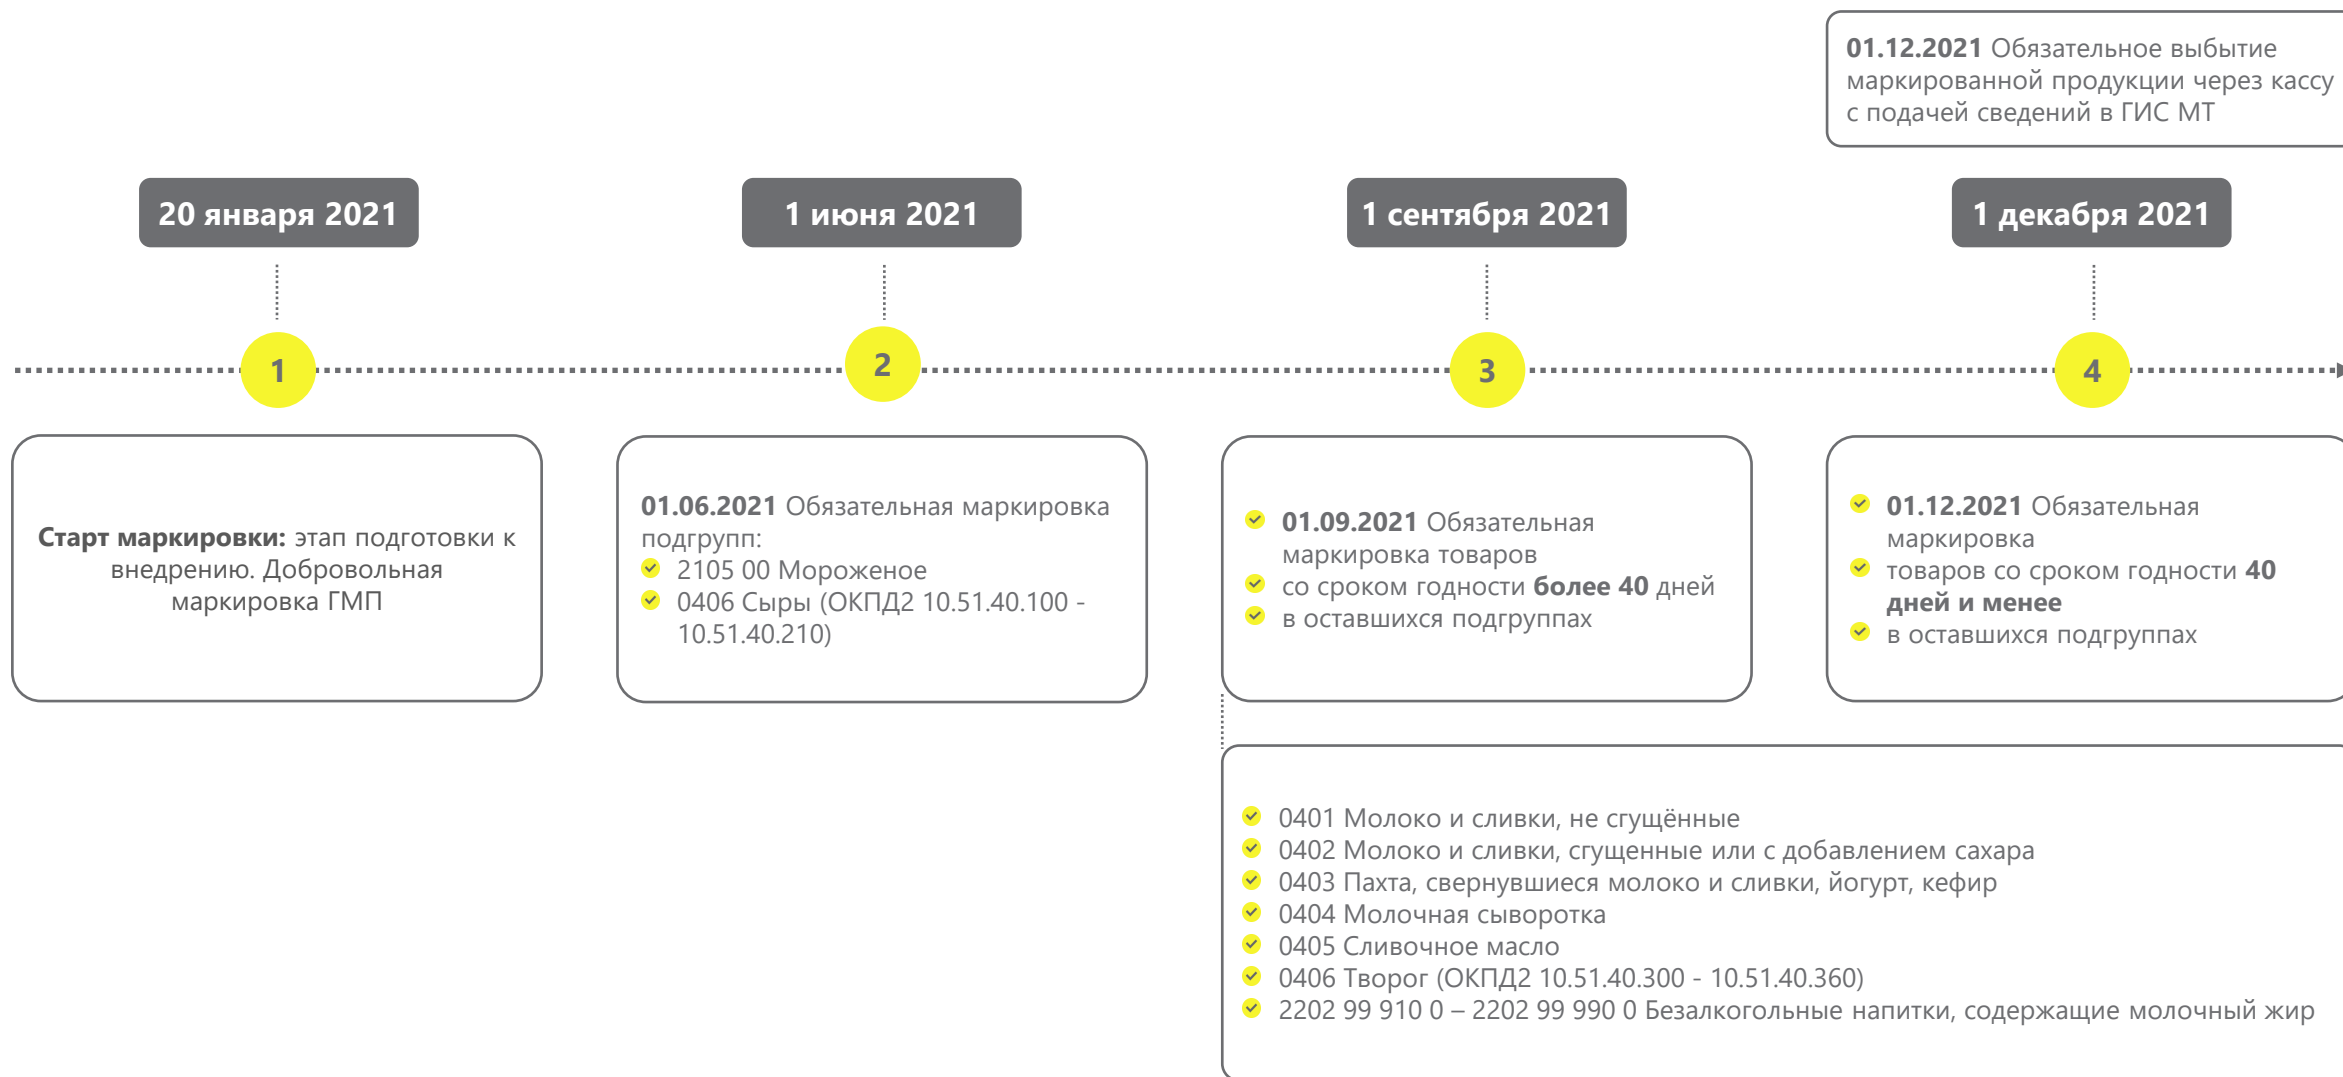 01.12.2021 Обязательное выбытие
маркированной продукции через кассу
с подачей сведений в ГИС МТ
20 января 2021
1 июня 2021
1 сентября 2021
1 декабря 2021
1
2
3
4
Старт маркировки: этап подготовки к
внедрению. Добровольная
маркировка ГМП
01.06.2021 Обязательная маркировка
подгрупп:
2105 00 Мороженое
0406 Сыры (ОКПД2 10.51.40.100 -
10.51.40.210)
01.09.2021 Обязательная
маркировка товаров
со сроком годности более 40 дней
в оставшихся подгруппах
01.12.2021 Обязательная
маркировка
товаров со сроком годности 40
дней и менее
в оставшихся подгруппах
0401 Молоко и сливки, не сгущённые
0402 Молоко и сливки, сгущенные или с добавлением сахара
0403 Пахта, свернувшиеся молоко и сливки, йогурт, кефир
0404 Молочная сыворотка
0405 Сливочное масло
0406 Творог (ОКПД2 10.51.40.300 - 10.51.40.360)
2202 99 910 0 – 2202 99 990 0 Безалкогольные напитки, содержащие молочный жир